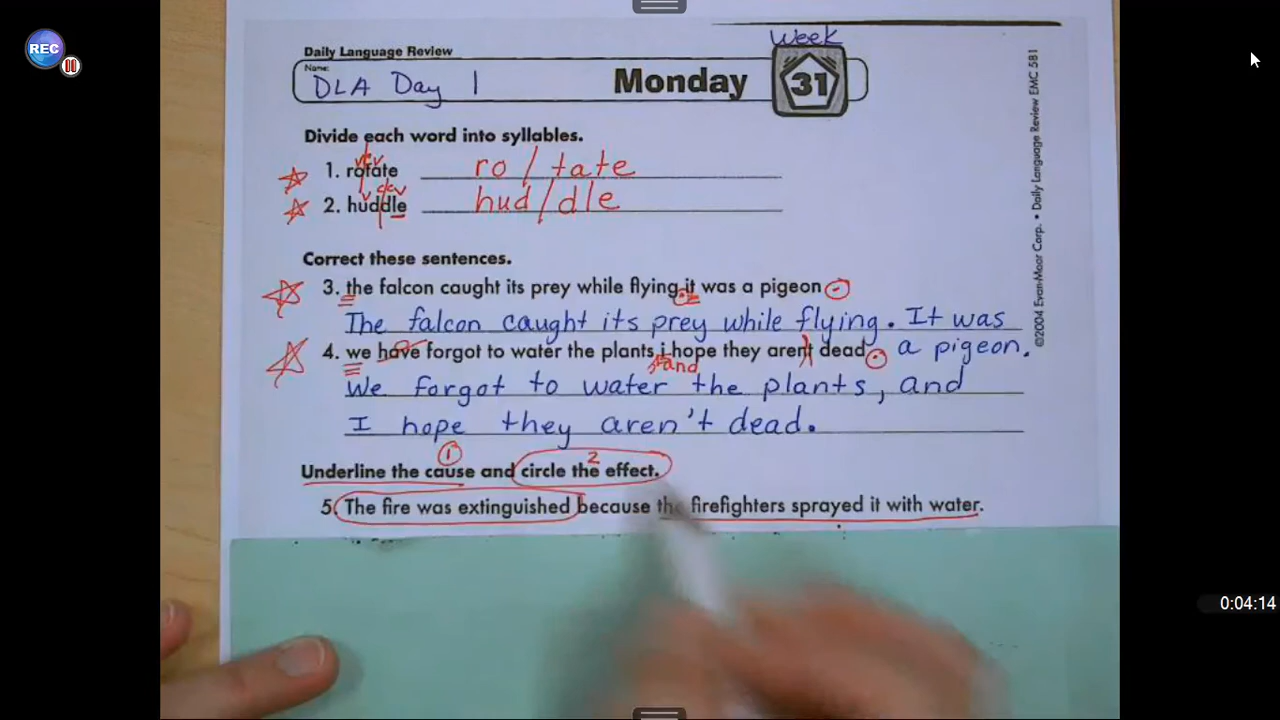 REC
Week
Daily Language Review
Name:
DLA Day 1 Monday 31
Divide each word into syllables.
vcv
1. rotate ro / tate
v ccv
2. huddle hud/dle
Correct these sentences.
3. the falcon caught its prey while flying. it was a pigeon.
The falcon caught its prey while flying. It was
4. we have forgot to water the plants i hope they arent dead. a pigeon.
, and
We forgot to water the plants, and
I hope they aren't dead.
1 2
Underline the cause and circle the effect.
5. The fire was extinguished because the firefighters sprayed it with water.
©2004 Evan-Moor Corp. • Daily Language Review EMC 581
0:04:14